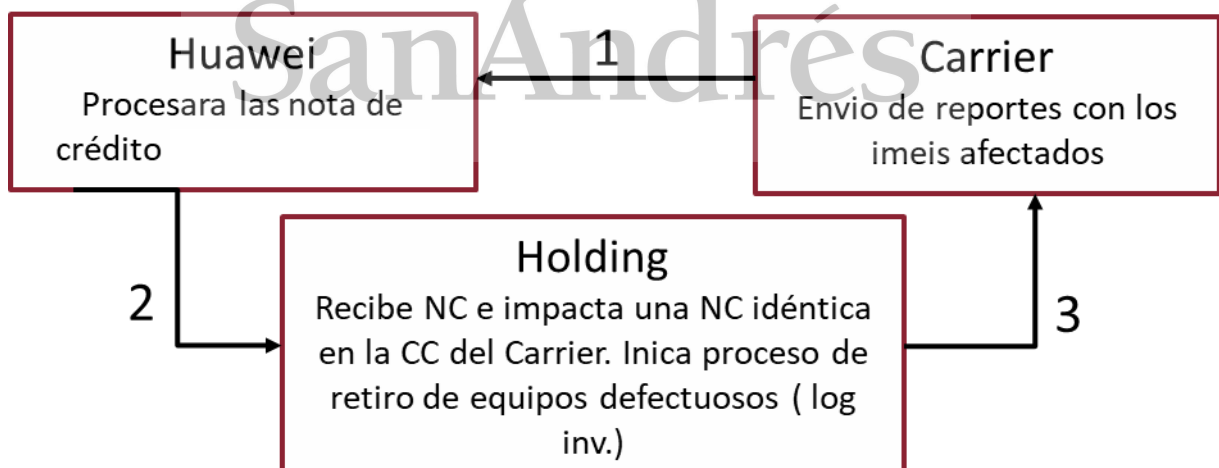 SanAndrés
Huawei
Procesara las nota de
crédito
1
Carrier
Envio de reportes con los
imeis afectados
2
Holding
Recibe NC e impacta una NC idéntica
en la CC del Carrier. Inica proceso de
retiro de equipos defectuosos ( log
inv.)
3